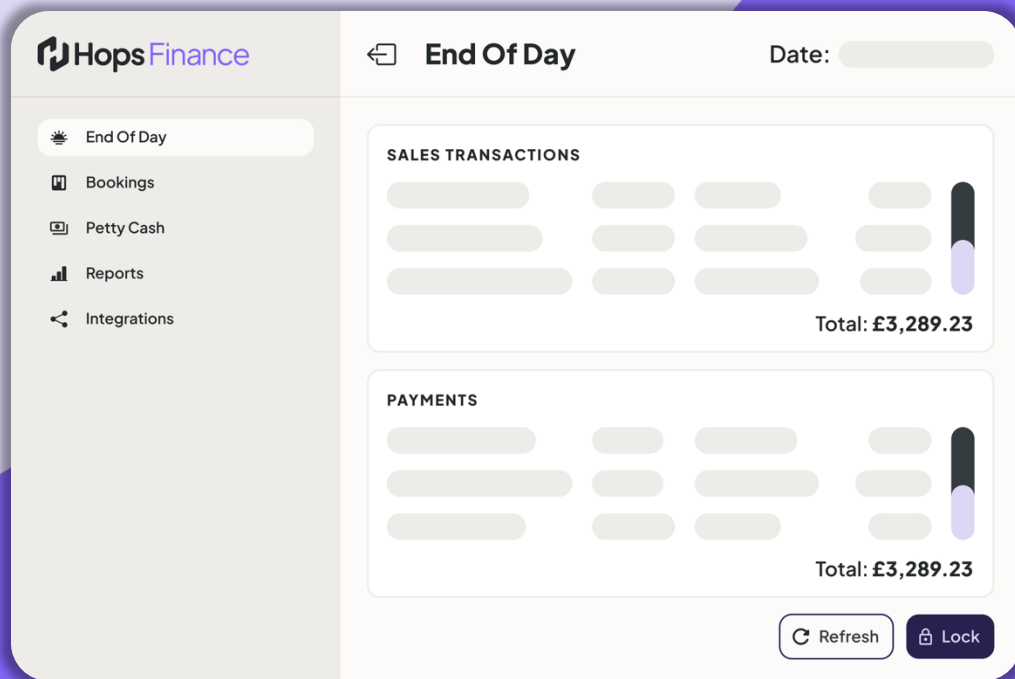 Hops Finance
End Of Day
Bookings
Petty Cash
Reports
Integrations
End Of Day
Date:
SALES TRANSACTIONS
Total: £3,289.23
PAYMENTS
Total: £3,289.23
Refresh
Lock